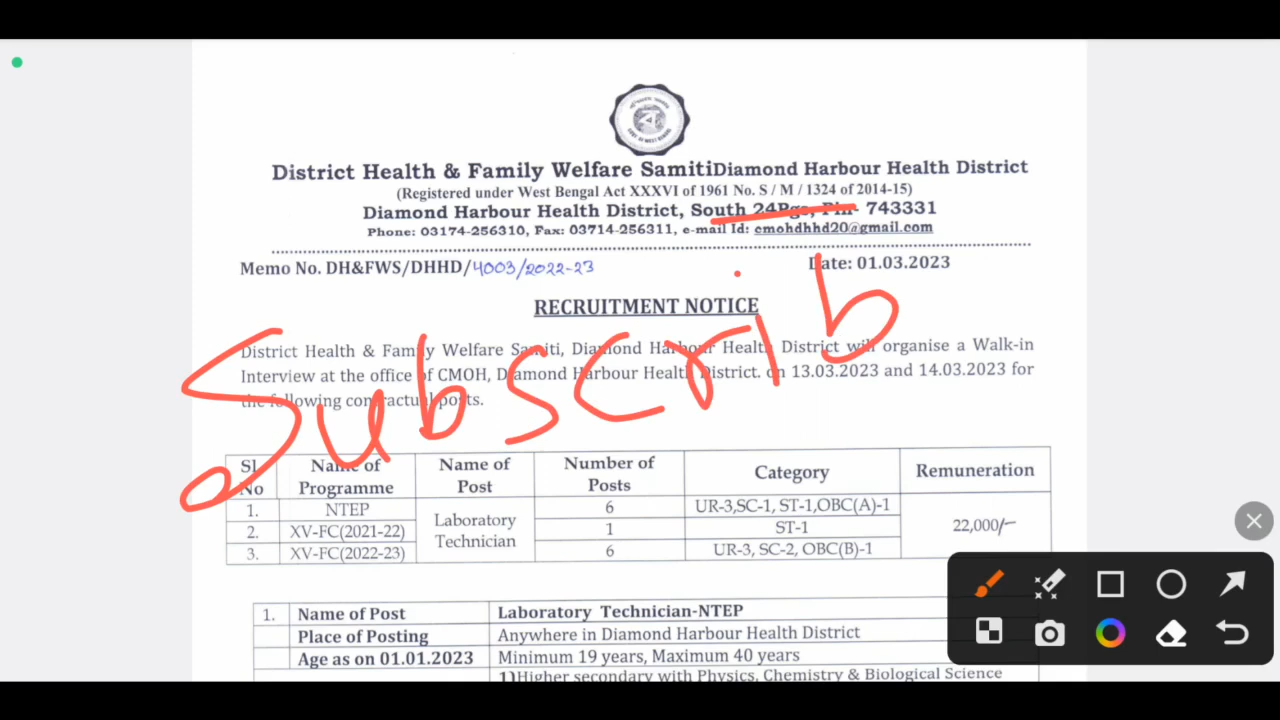 District Health & Family Welfare SamitiDiamond Harbour Health District
(Registered under West Bengal Act XXXVI of 1961 No. S / M / 1324 of 2014-15)
Diamond Harbour Health District, South 24Pgs, Pin- 743331
Phone: 03174-256310, Fax: 03714-256311, e-mail Id: cmohdhhd20@gmail.com
Memo No. DH&FWS/DHHD/4003/2022-23 Date: 01.03.2023
RECRUITMENT NOTICE
Subscrib
District Health & Family Welfare Samiti, Diamond Harbour Health District will organise a Walk-in
Interview at the office of CMOH, Diamond Harbour Health District. on 13.03.2023 and 14.03.2023 for
the following contractual posts.
Sl No Name of Programme Name of Post Number of Posts Category Remuneration
1. NTEP Laboratory Technician 6 UR-3,SC-1, ST-1,OBC(A)-1 22,000/-
2. XV-FC(2021-22) 1 ST-1
3. XV-FC(2022-23) 6 UR-3, SC-2, OBC(B)-1
1. Name of Post Laboratory Technician-NTEP
Place of Posting Anywhere in Diamond Harbour Health District
Age as on 01.01.2023 Minimum 19 years, Maximum 40 years
1)Higher secondary with Physics, Chemistry & Biological Science